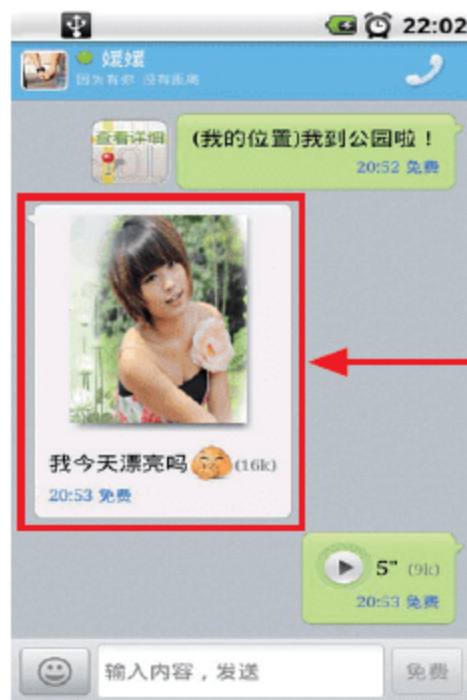 22:02
媛媛
因为有你 没有距离
查看详细
(我的位置)我到公园啦！
20:52 免费
我今天漂亮吗 (16k)
20:53 免费
5" (9k)
20:53 免费
输入内容，发送
免费